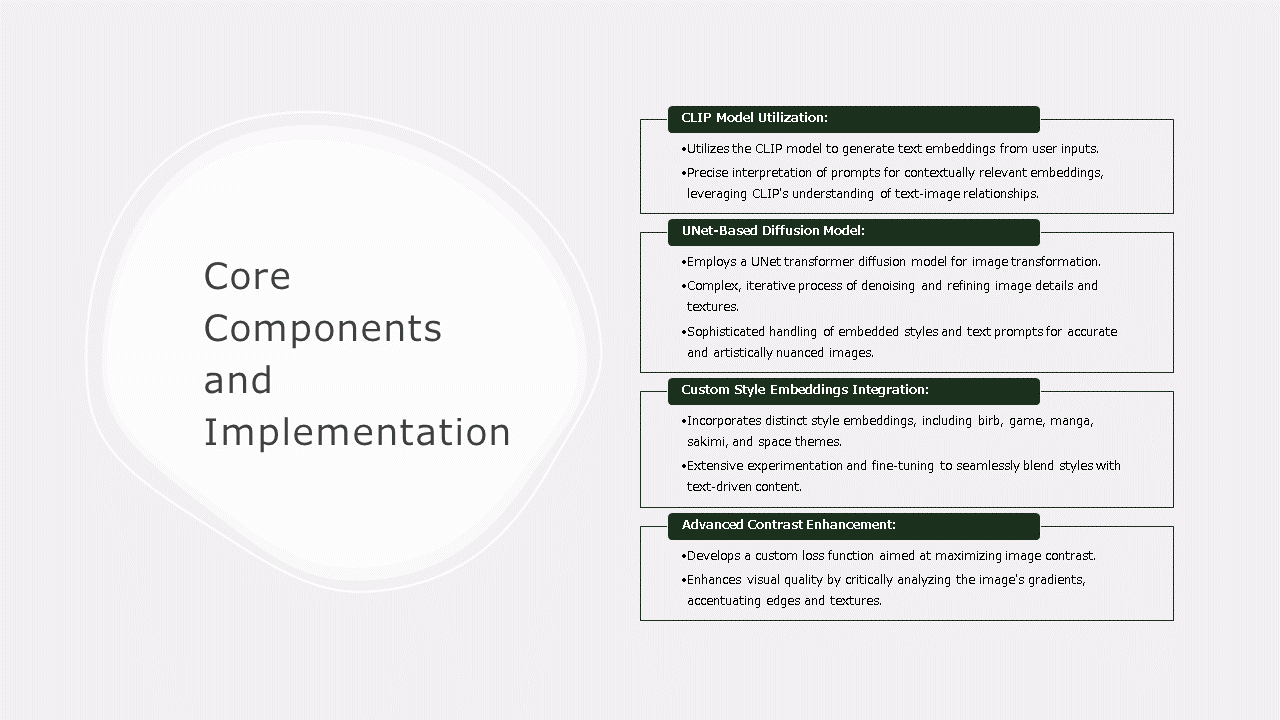 Core
Components
and
Implementation
CLIP Model Utilization:
•Utilizes the CLIP model to generate text embeddings from user inputs.
•Precise interpretation of prompts for contextually relevant embeddings,
leveraging CLIP's understanding of text-image relationships.
UNet-Based Diffusion Model:
•Employs a UNet transformer diffusion model for image transformation.
•Complex, iterative process of denoising and refining image details and
textures.
•Sophisticated handling of embedded styles and text prompts for accurate
and artistically nuanced images.
Custom Style Embeddings Integration:
•Incorporates distinct style embeddings, including birb, game, manga,
sakimi, and space themes.
•Extensive experimentation and fine-tuning to seamlessly blend styles with
text-driven content.
Advanced Contrast Enhancement:
•Develops a custom loss function aimed at maximizing image contrast.
•Enhances visual quality by critically analyzing the image's gradients,
accentuating edges and textures.